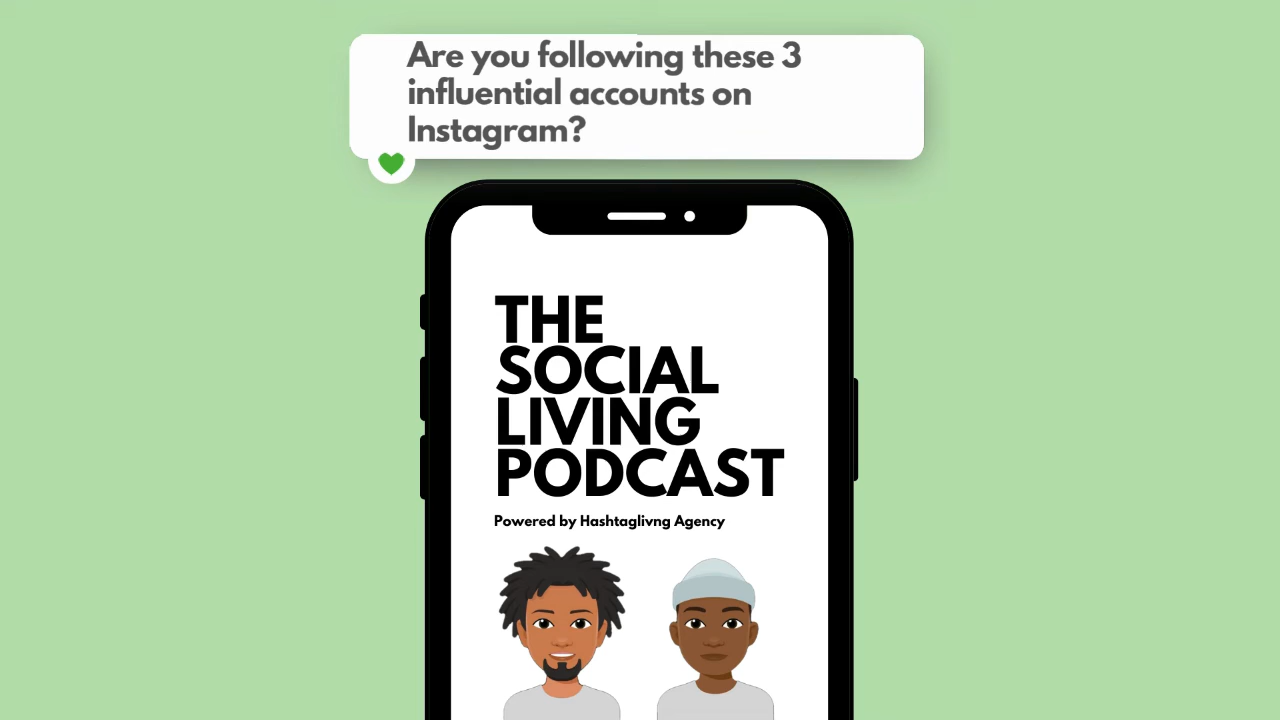 Are you following these 3
influential accounts on
Instagram?
THE
SOCIAL
LIVING
PODCAST
Powered by Hashtaglivng Agency